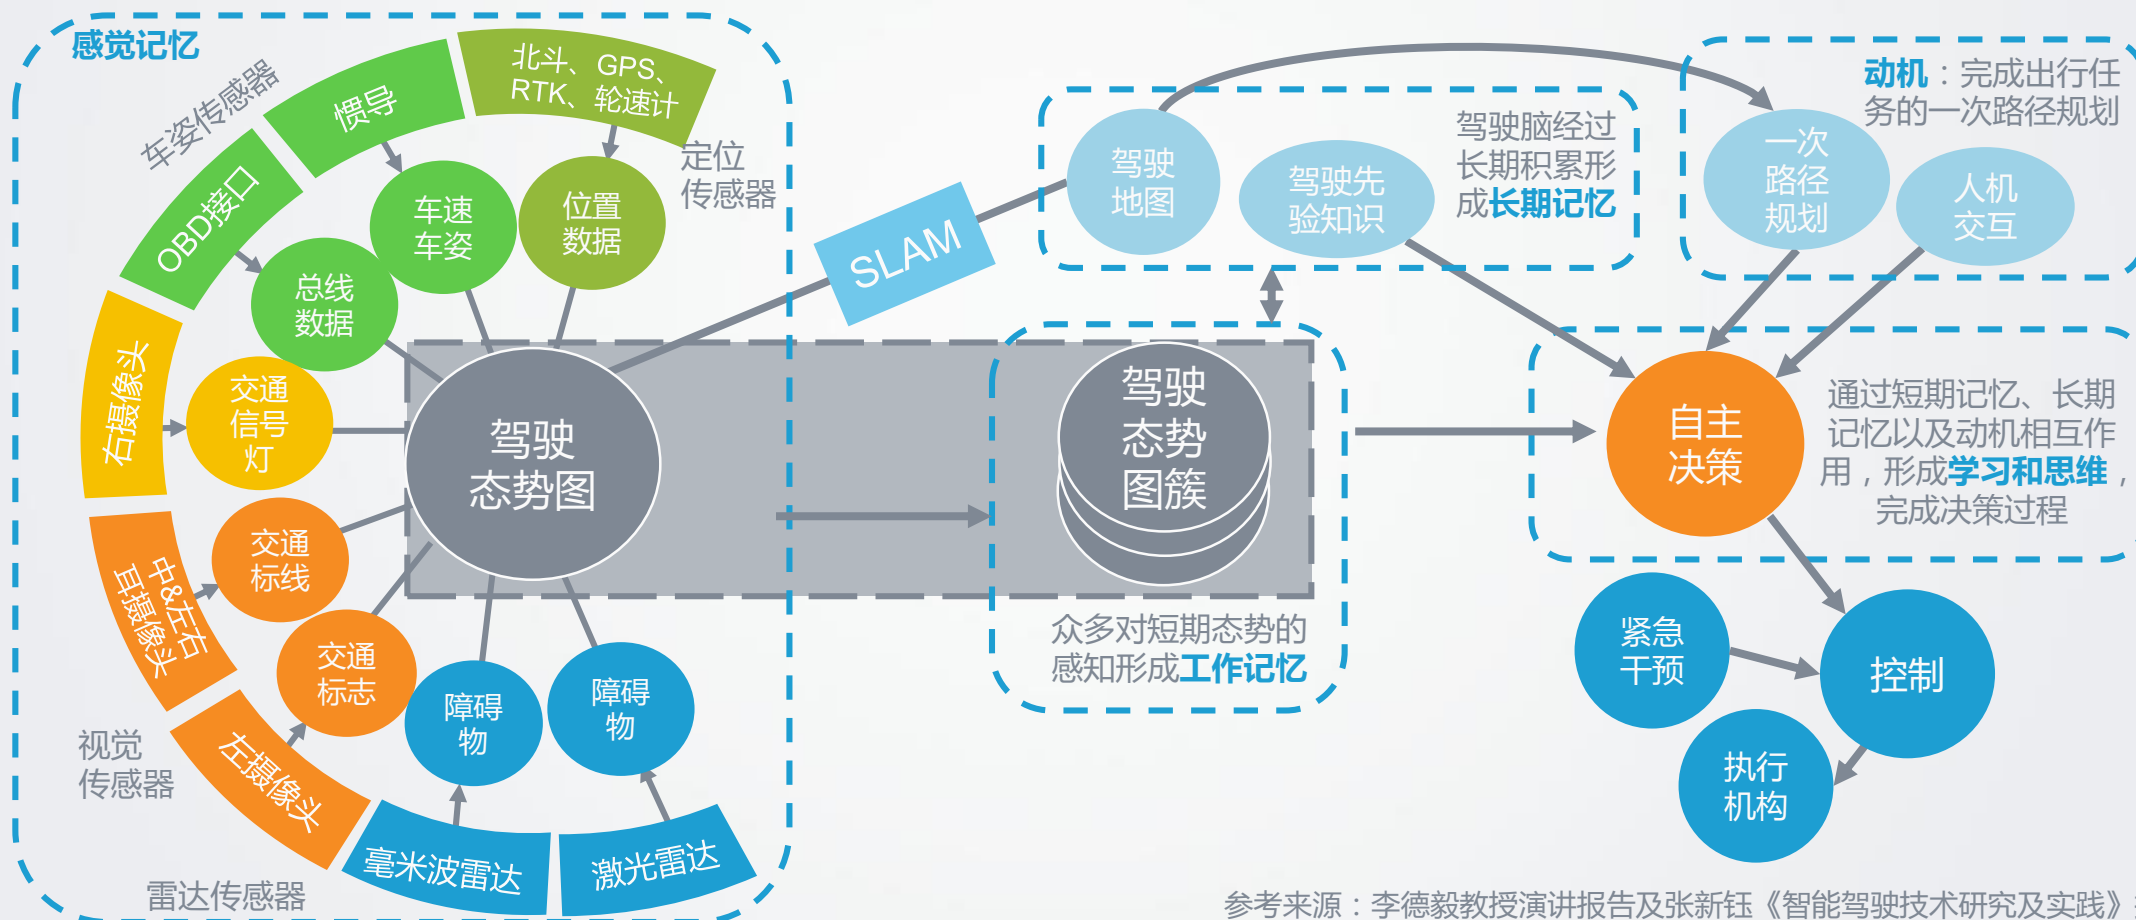 感觉记忆
车姿传感器
惯导
北斗、GPS、
RTK、轮速计
定位
传感器
OBD接口
车速
车姿
位置
数据
总线
数据
右摄像头
交通
信号
灯
中&左右
耳摄像头
交通
标线
交通
标志
左摄像头
视觉
传感器
障碍
物
障碍
物
毫米波雷达
激光雷达
雷达传感器
驾驶
态势图
SLAM
驾驶
地图
驾驶先
验知识
驾驶脑经过
长期积累形
成长期记忆
驾驶
态势
图簇
众多对短期态势的
感知形成工作记忆
动机：完成出行任
务的一次路径规划
一次
路径
规划
人机
交互
自主
决策
通过短期记忆、长期
记忆以及动机相互作
用，形成学习和思维，
完成决策过程
紧急
干预
控制
执行
机构
参考来源：李德毅教授演讲报告及张新钰《智能驾驶技术研究及实践》